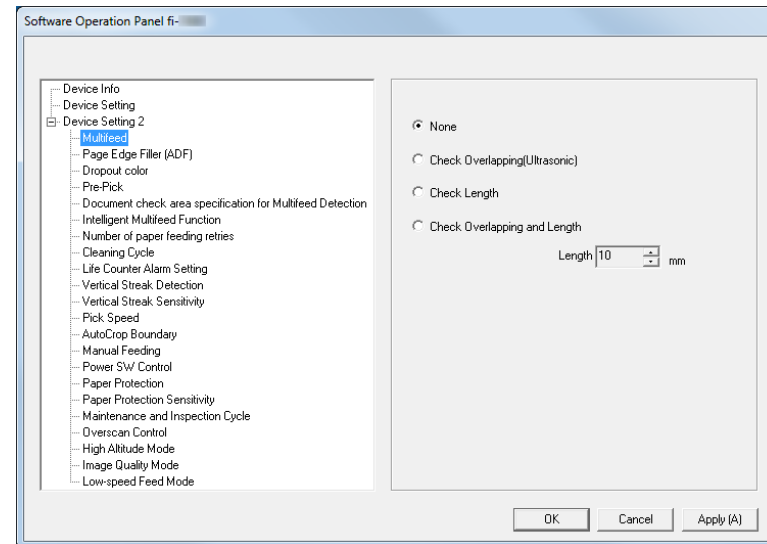 Software Operation Panel fi-
Device Info
Device Setting
Device Setting 2
Multifeed
Page Edge Filler (ADF)
Dropout color
Pre-Pick
Document check area specification for Multifeed Detection
Intelligent Multifeed Function
Number of paper feeding retries
Cleaning Cycle
Life Counter Alarm Setting
Vertical Streak Detection
Vertical Streak Sensitivity
Pick Speed
AutoCrop Boundary
Manual Feeding
Power SW Control
Paper Protection
Paper Protection Sensitivity
Maintenance and Inspection Cycle
Overscan Control
High Altitude Mode
Image Quality Mode
Low-speed Feed Mode
None
Check Overlapping(Ultrasonic)
Check Length
Check Overlapping and Length
Length 10 mm
OK Cancel Apply (A)